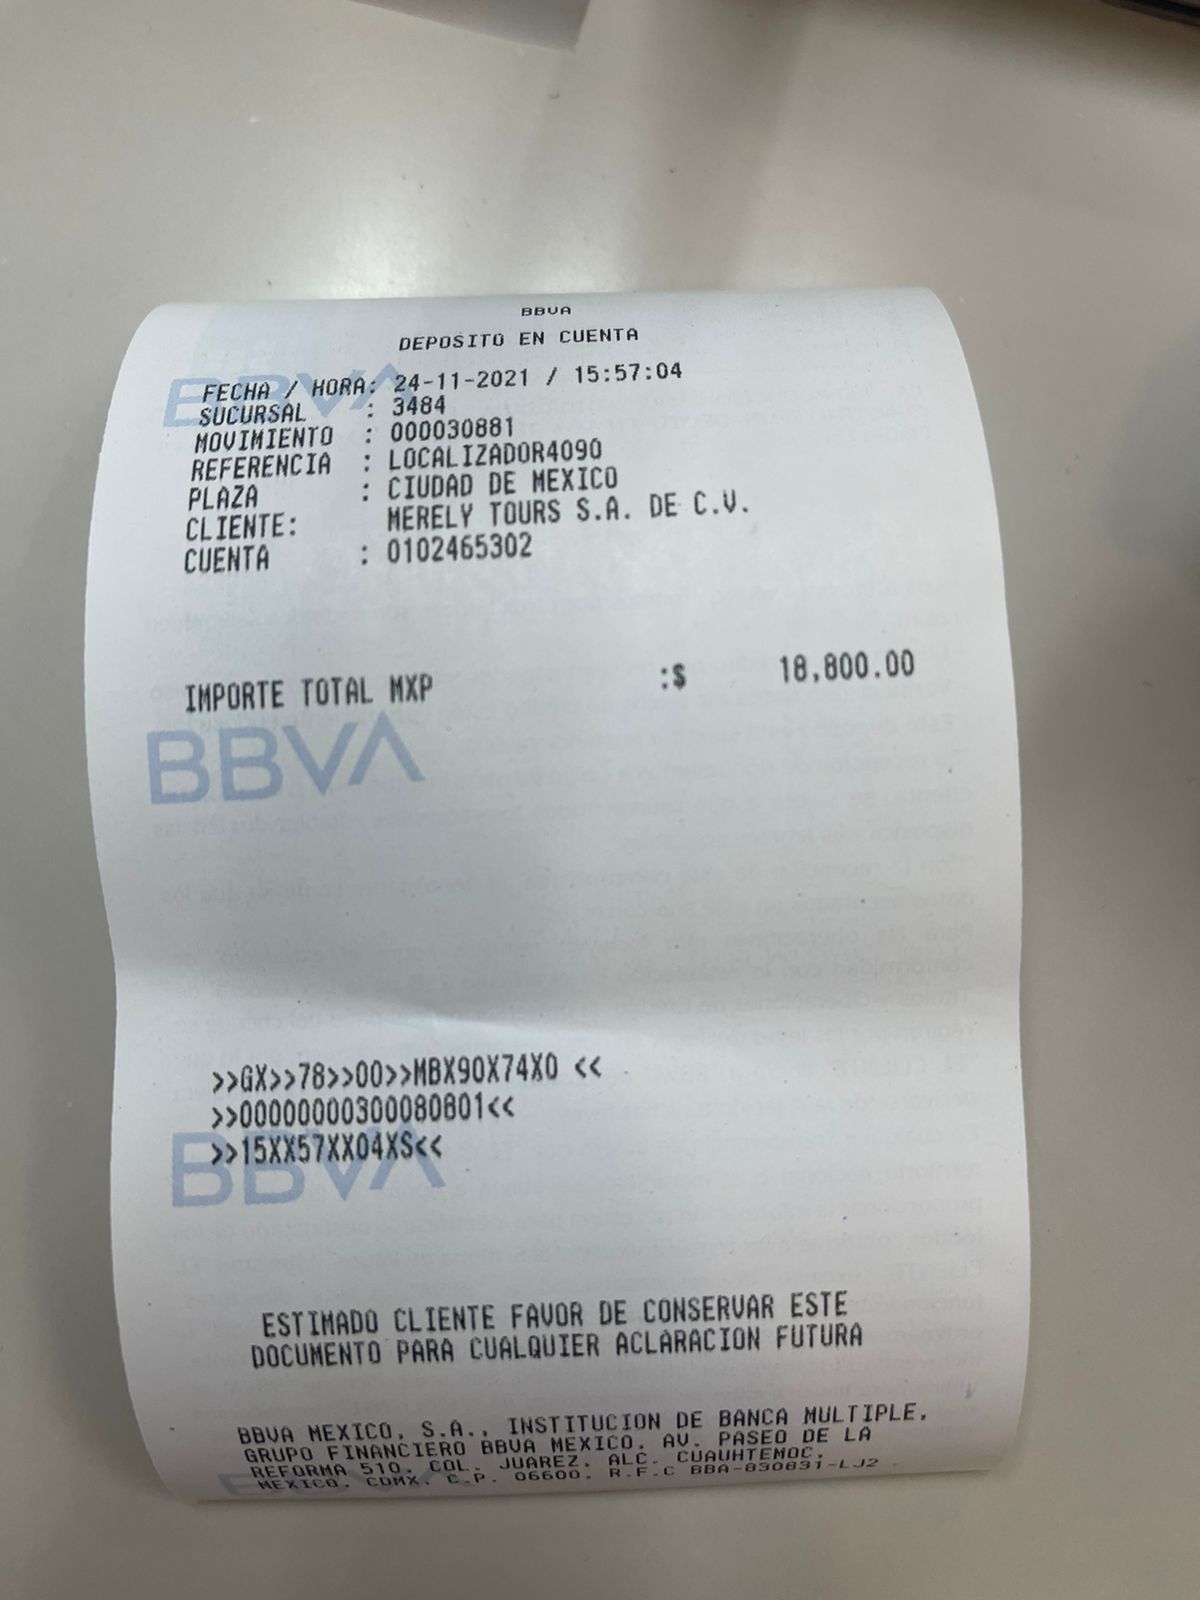 BBVA
DEPOSITO EN CUENTA
FECHA / HORA: 24-11-2021 / 15:57:04
SUCURSAL : 3484
MOVIMIENTO : 000030881
REFERENCIA : LOCALIZADOR4090
PLAZA : CIUDAD DE MEXICO
CLIENTE: MERELY TOURS S.A. DE C.V.
CUENTA : 0102465302
IMPORTE TOTAL MXP :$ 18,800.00
BBVA
>>GX>>78>>00>>MBX90X74X0 <<
>>00000000300080801<<
>>15XX57XX04XS<<
BBVA
ESTIMADO CLIENTE FAVOR DE CONSERVAR ESTE
DOCUMENTO PARA CUALQUIER ACLARACION FUTURA
BBVA MEXICO, S.A., INSTITUCION DE BANCA MULTIPLE,
GRUPO FINANCIERO BBVA MEXICO. AV. PASEO DE LA
REFORMA 510, COL. JUAREZ. ALC. CUAUHTEMOC,
MEXICO. CDMX. C.P. 06600. R.F.C BBA-830831-LJ2